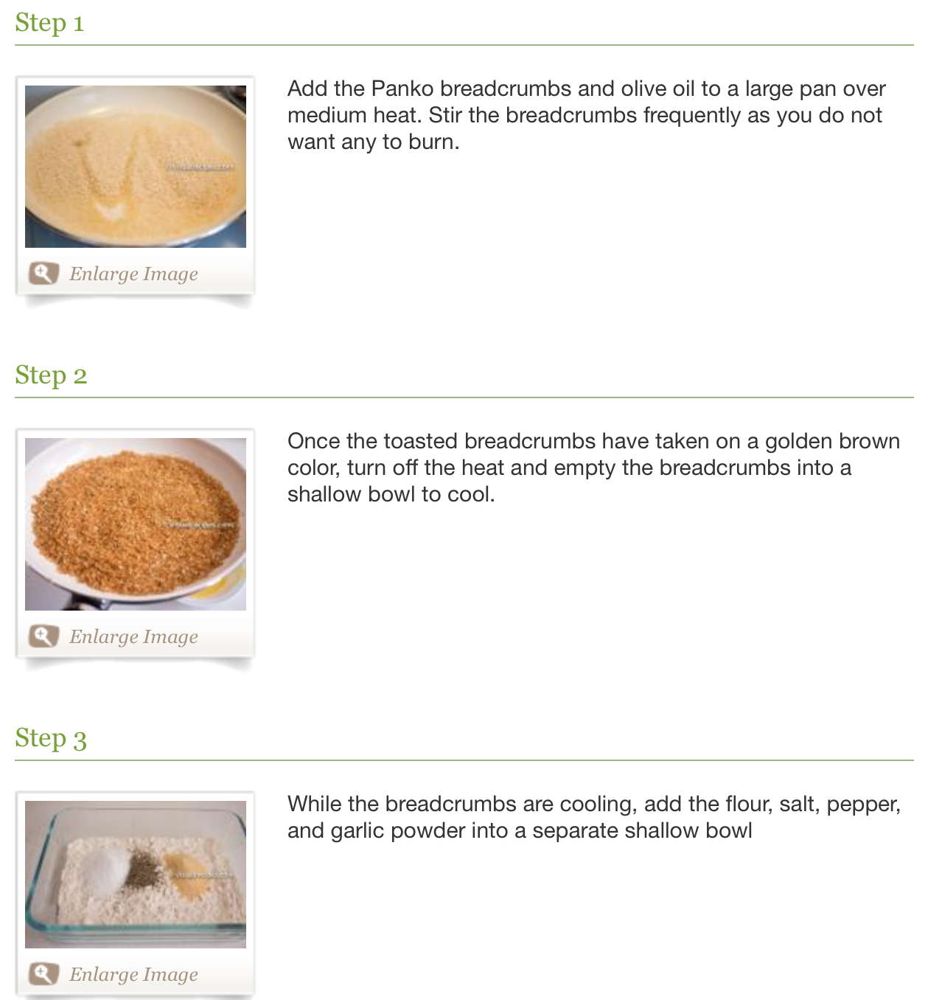 Step 1
Add the Panko breadcrumbs and olive oil to a large pan over
medium heat. Stir the breadcrumbs frequently as you do not
want any to burn.
Enlarge Image
Step 2
Once the toasted breadcrumbs have taken on a golden brown
color, turn off the heat and empty the breadcrumbs into a
shallow bowl to cool.
Enlarge Image
Step 3
While the breadcrumbs are cooling, add the flour, salt, pepper,
and garlic powder into a separate shallow bowl
Enlarge Image